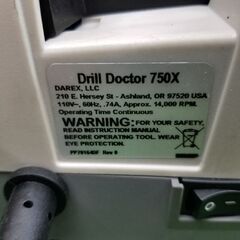 Drill Doctor 750X
DAREX, LLC
210 E. Hersey St - Ashland, OR 97520 USA
110V~, 60Hz, .74A, Approx. 14,000 RPM.
Operating Time Continuous
WARNING: FOR YOUR SAFETY:
READ INSTRUCTION MANUAL
BEFORE OPERATING TOOL. WEAR
EYE PROTECTION.
PP70164DF Rev 0